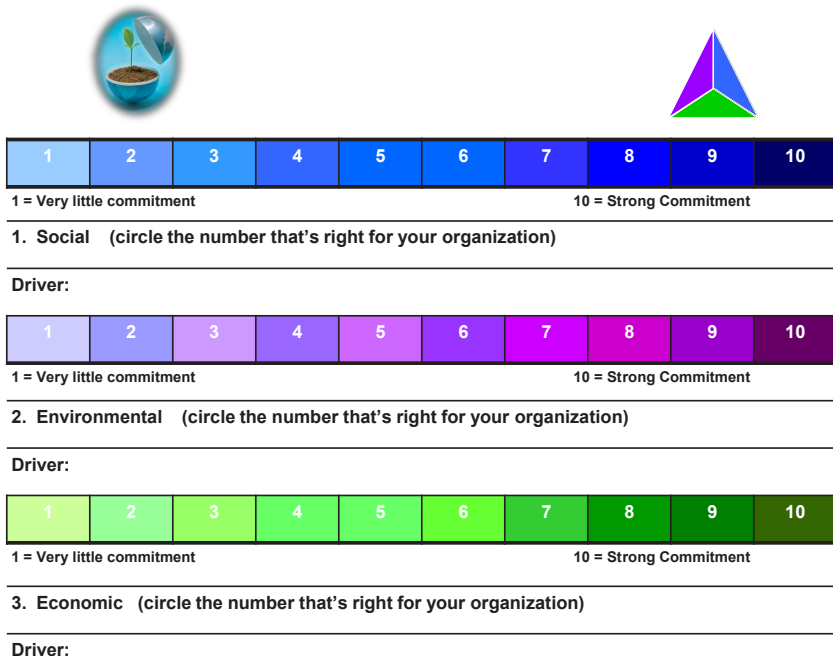 1 2 3 4 5 6 7 8 9 10
1 = Very little commitment 10 = Strong Commitment
1. Social (circle the number that's right for your organization)
Driver:
1 2 3 4 5 6 7 8 9 10
1 = Very little commitment 10 = Strong Commitment
2. Environmental (circle the number that's right for your organization)
Driver:
1 2 3 4 5 6 7 8 9 10
1 = Very little commitment 10 = Strong Commitment
3. Economic (circle the number that's right for your organization)
Driver: